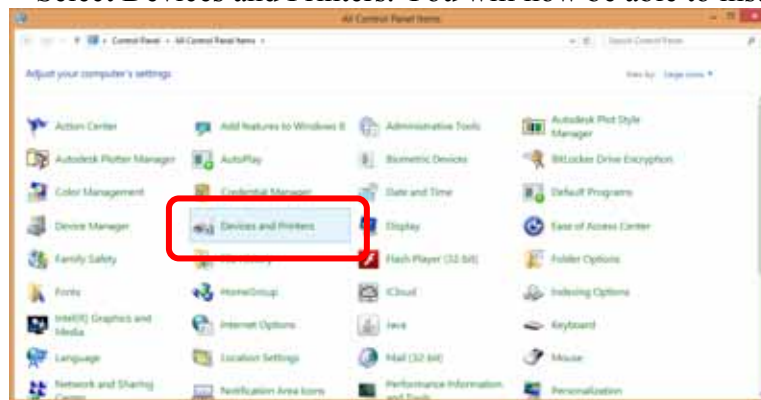 Select Devices and Printers. You will now be able to inst
All Control Panel Items
Control Panel All Control Panel Items
Search Control Panel
Adjust your computer's settings
View by: Large icons
Action Center
Add features to Windows 8
Administrative Tools
Autodesk Plot Style
Manager
Autodesk Plotter Manager
AutoPlay
Biometric Devices
BitLocker Drive Encryption
Color Management
Credential Manager
Date and Time
Default Programs
Device Manager
Devices and Printers
Display
Ease of Access Center
Family Safety
File History
Flash Player (32-bit)
Folder Options
Fonts
HomeGroup
iCloud
Indexing Options
Intel(R) Graphics and
Media
Internet Options
Java
Keyboard
Language
Location Settings
Mail (32-bit)
Mouse
Network and Sharing
Center
Notification Area Icons
Performance Information
and Tools
Personalization